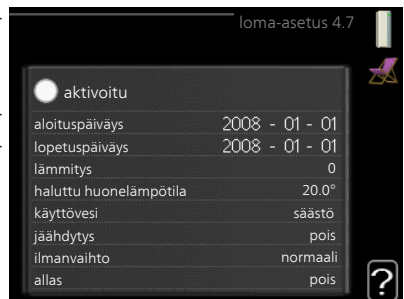 loma-asetus 4.7
aktivoitu
aloituspäiväys 2008 - 01 - 01
lopetuspäiväys 2008 - 01 - 01
lämmitys 0
haluttu huonelämpötila 20.0°
käyttövesi säästö
jäähdytys pois
ilmanvaihto normaali
allas pois
?